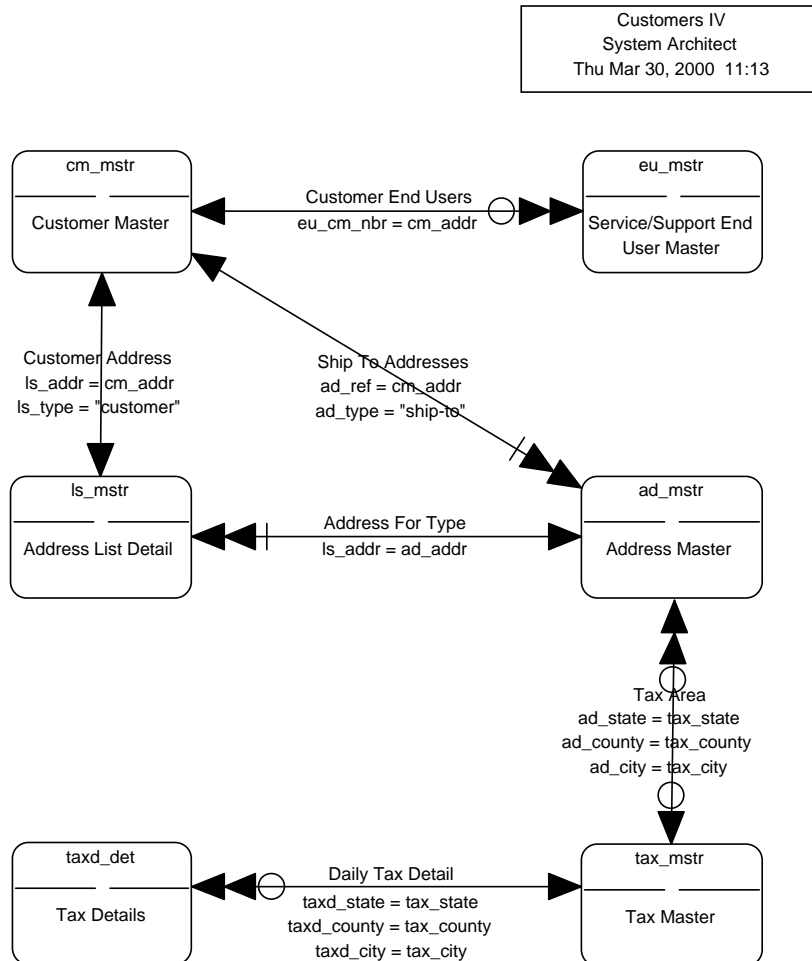 Customers IV
System Architect
Thu Mar 30, 2000  11:13
cm_mstr
Customer Master
Customer End Users
eu_cm_nbr = cm_addr
eu_mstr
Service/Support End
User Master
Customer Address
ls_addr = cm_addr
ls_type = "customer"
Ship To Addresses
ad_ref = cm_addr
ad_type = "ship-to"
ls_mstr
Address List Detail
Address For Type
ls_addr = ad_addr
ad_mstr
Address Master
Tax Area
ad_state = tax_state
ad_county = tax_county
ad_city = tax_city
taxd_det
Tax Details
Daily Tax Detail
taxd_state = tax_state
taxd_county = tax_county
taxd_city = tax_city
tax_mstr
Tax Master